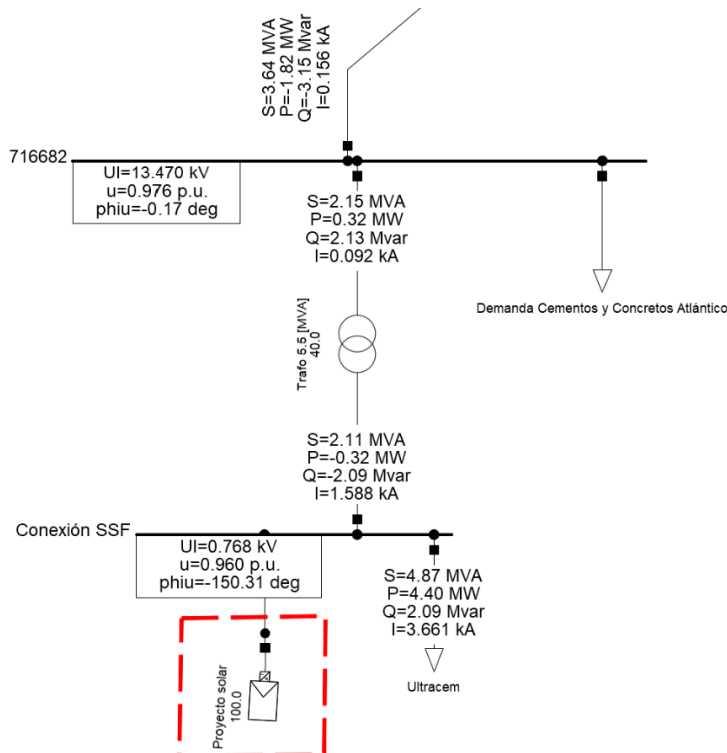 S=3.64 MVA
P=-1.82 MW
Q=-3.15 Mvar
I=0.156 kA
716682
Ul=13.470 kV
u=0.976 p.u.
phiu=-0.17 deg
S=2.15 MVA
P=0.32 MW
Q=2.13 Mvar
I=0.092 kA
Demanda Cementos y Concretos Atlántico
Trafo 5.5 [MVA]
40.0
S=2.11 MVA
P=-0.32 MW
Q=-2.09 Mvar
I=1.588 kA
Conexión SSF
Ul=0.768 kV
u=0.960 p.u.
phiu=-150.31 deg
S=4.87 MVA
P=4.40 MW
Q=2.09 Mvar
I=3.661 kA
Ultracem
Proyecto solar
100.0